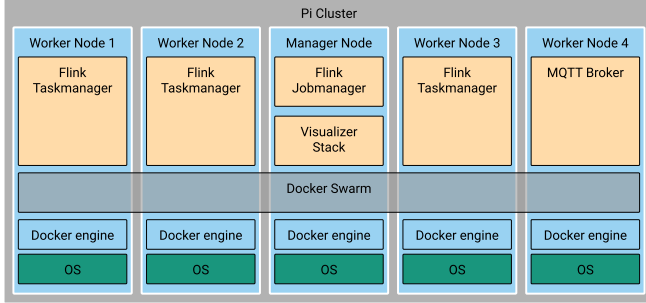 Pi Cluster
Worker Node 1
Worker Node 2
Manager Node
Worker Node 3
Worker Node 4
Flink
Taskmanager
Flink
Taskmanager
Flink
Jobmanager
Visualizer
Stack
Flink
Taskmanager
MQTT Broker
Docker Swarm
Docker engine
Docker engine
Docker engine
Docker engine
Docker engine
OS
OS
OS
OS
OS